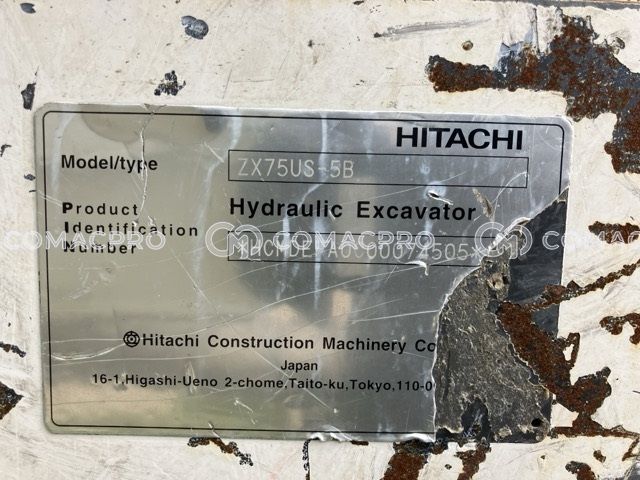 HITACHI
Model/type ZX75US-5B
Product Hydraulic Excavator
Identification
Number
COMACPRO COMACPRO COMACPRO
Hitachi Construction Machinery Co
Japan
16-1,Higashi-Ueno 2-chome,Taito-ku,Tokyo,110-0